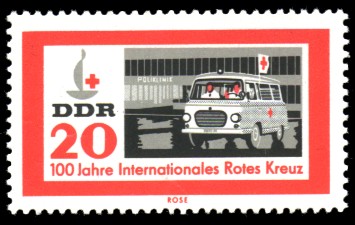 POLIKLINIK
DDR
20
100 Jahre Internationales Rotes Kreuz
ROSE